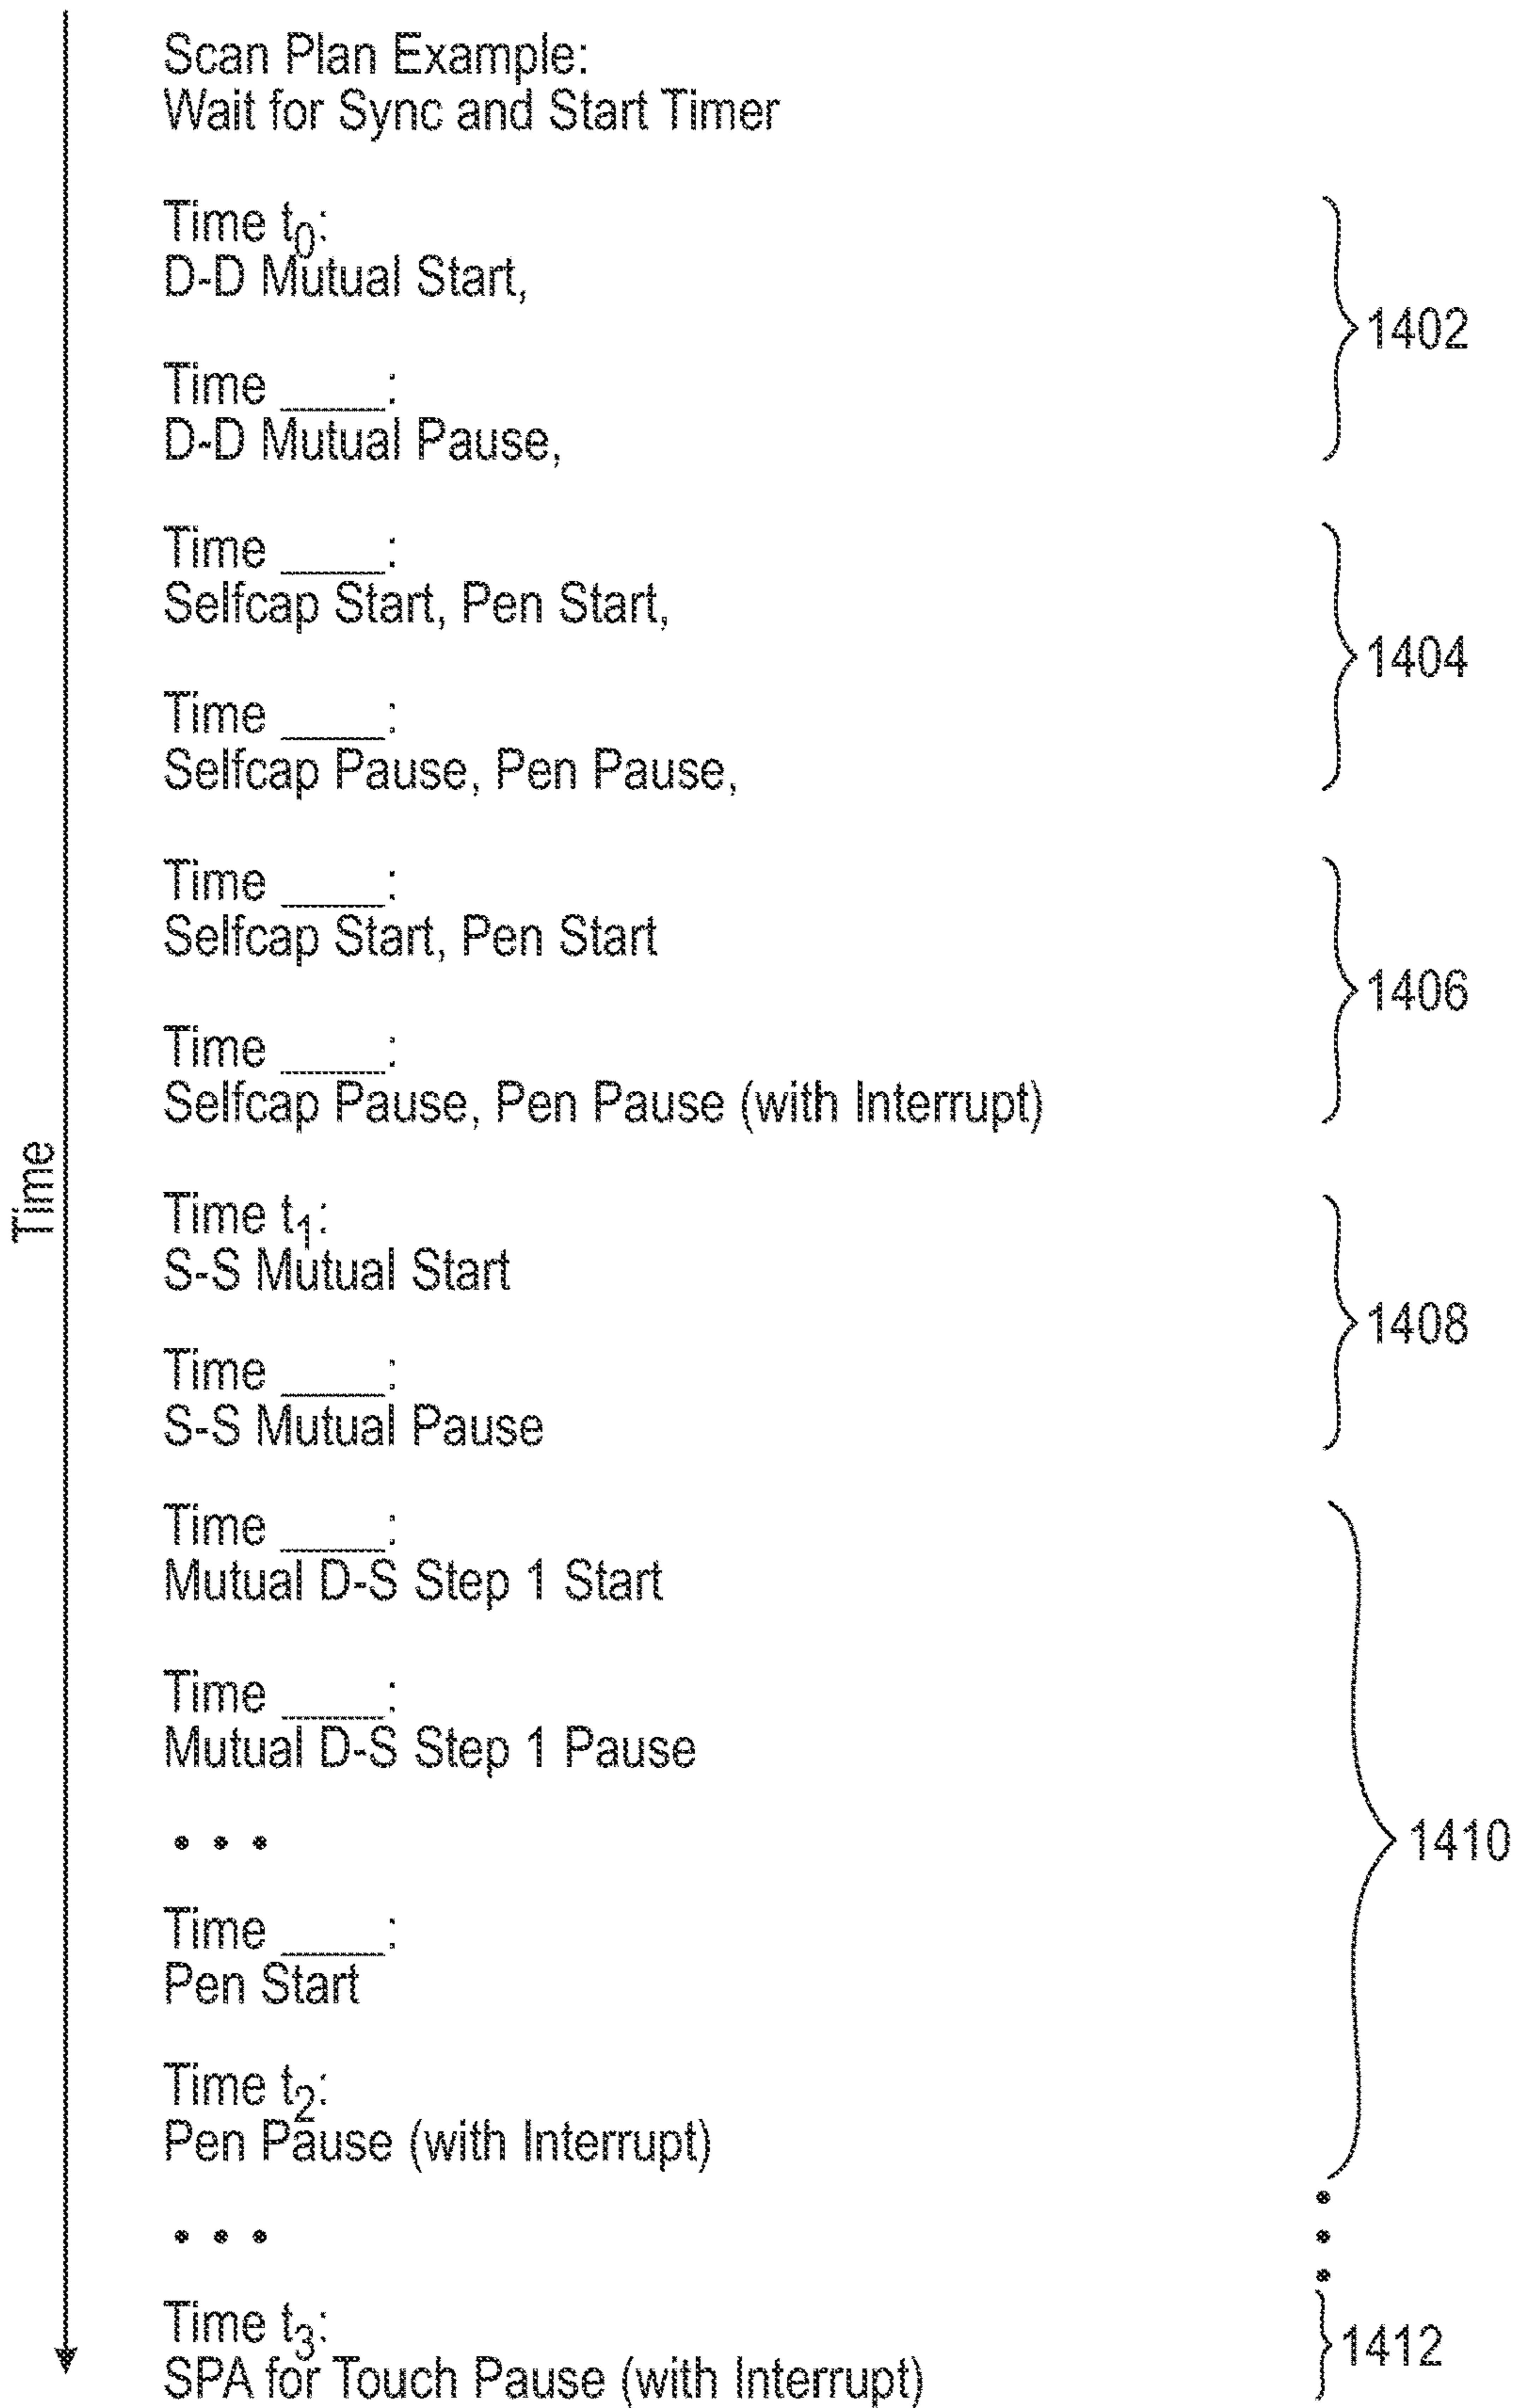 Scan Plan Example:
Wait for Sync and Start Timer
Time t0:
D-D Mutual Start,
1402
Time ____:
D-D Mutual Pause,
Time ____:
Selfcap Start, Pen Start,
1404
Time ____:
Selfcap Pause, Pen Pause,
Time ____:
Selfcap Start, Pen Start
1406
Time ____:
Selfcap Pause, Pen Pause (with Interrupt)
Time
Time t1:
S-S Mutual Start
1408
Time ____:
S-S Mutual Pause
Time ____:
Mutual D-S Step 1 Start
Time ____:
Mutual D-S Step 1 Pause
• • •
1410
Time ____:
Pen Start
Time t2:
Pen Pause (with Interrupt)
• • •
Time t3:
1412
SPA for Touch Pause (with Interrupt)